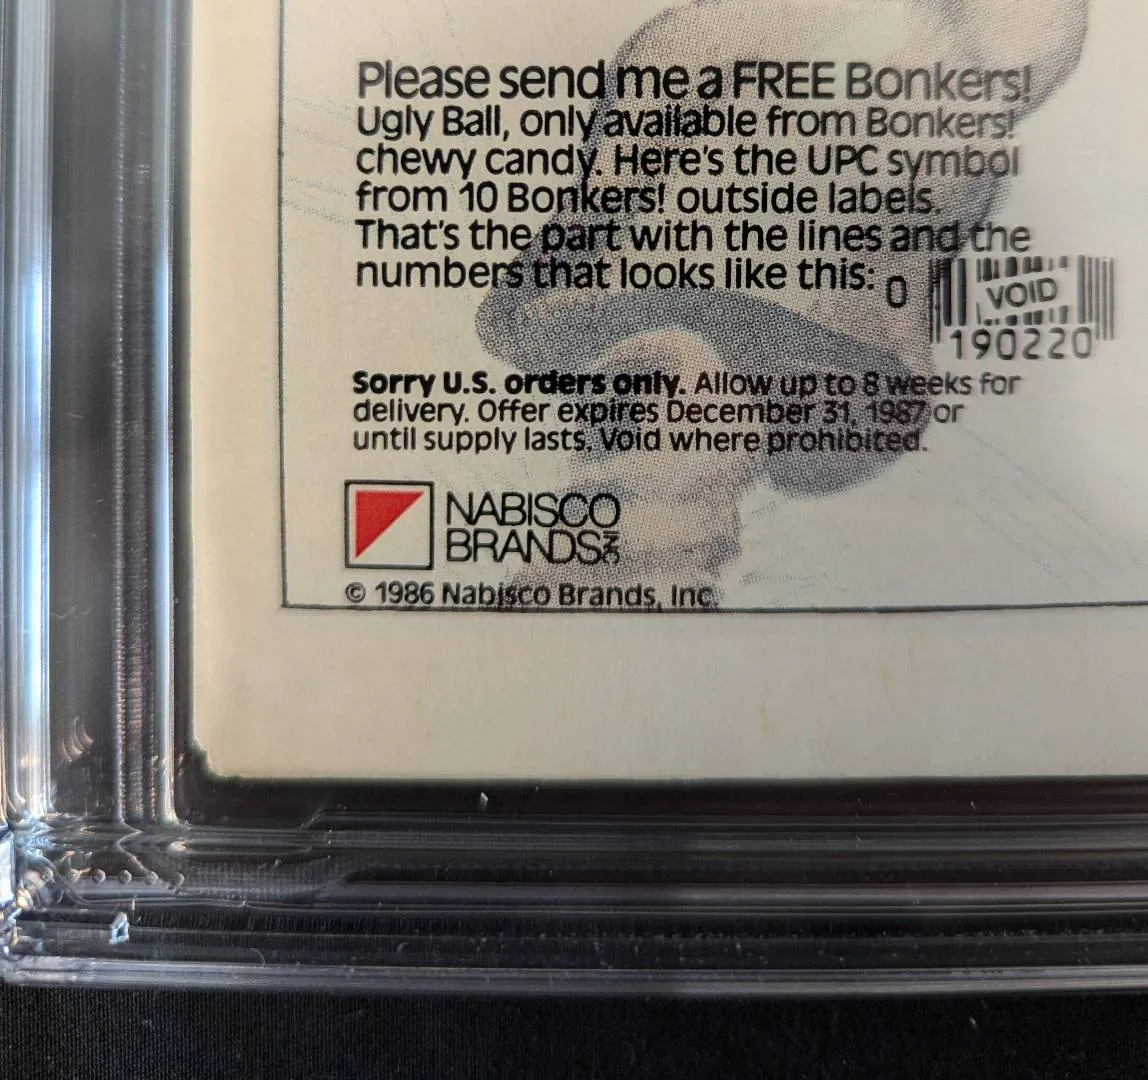 Please send me a FREE Bonkers!
Ugly Ball, only available from Bonkers!
chewy candy. Here's the UPC symbol
from 10 Bonkers! outside labels.
That's the part with the lines and the
numbers that looks like this: 0
VOID
190220
Sorry U.S. orders only. Allow up to 8 weeks for
delivery. Offer expires December 31, 1987 or
until supply lasts. Void where prohibited.
NABISCO
BRANDS INC
© 1986 Nabisco Brands, Inc.